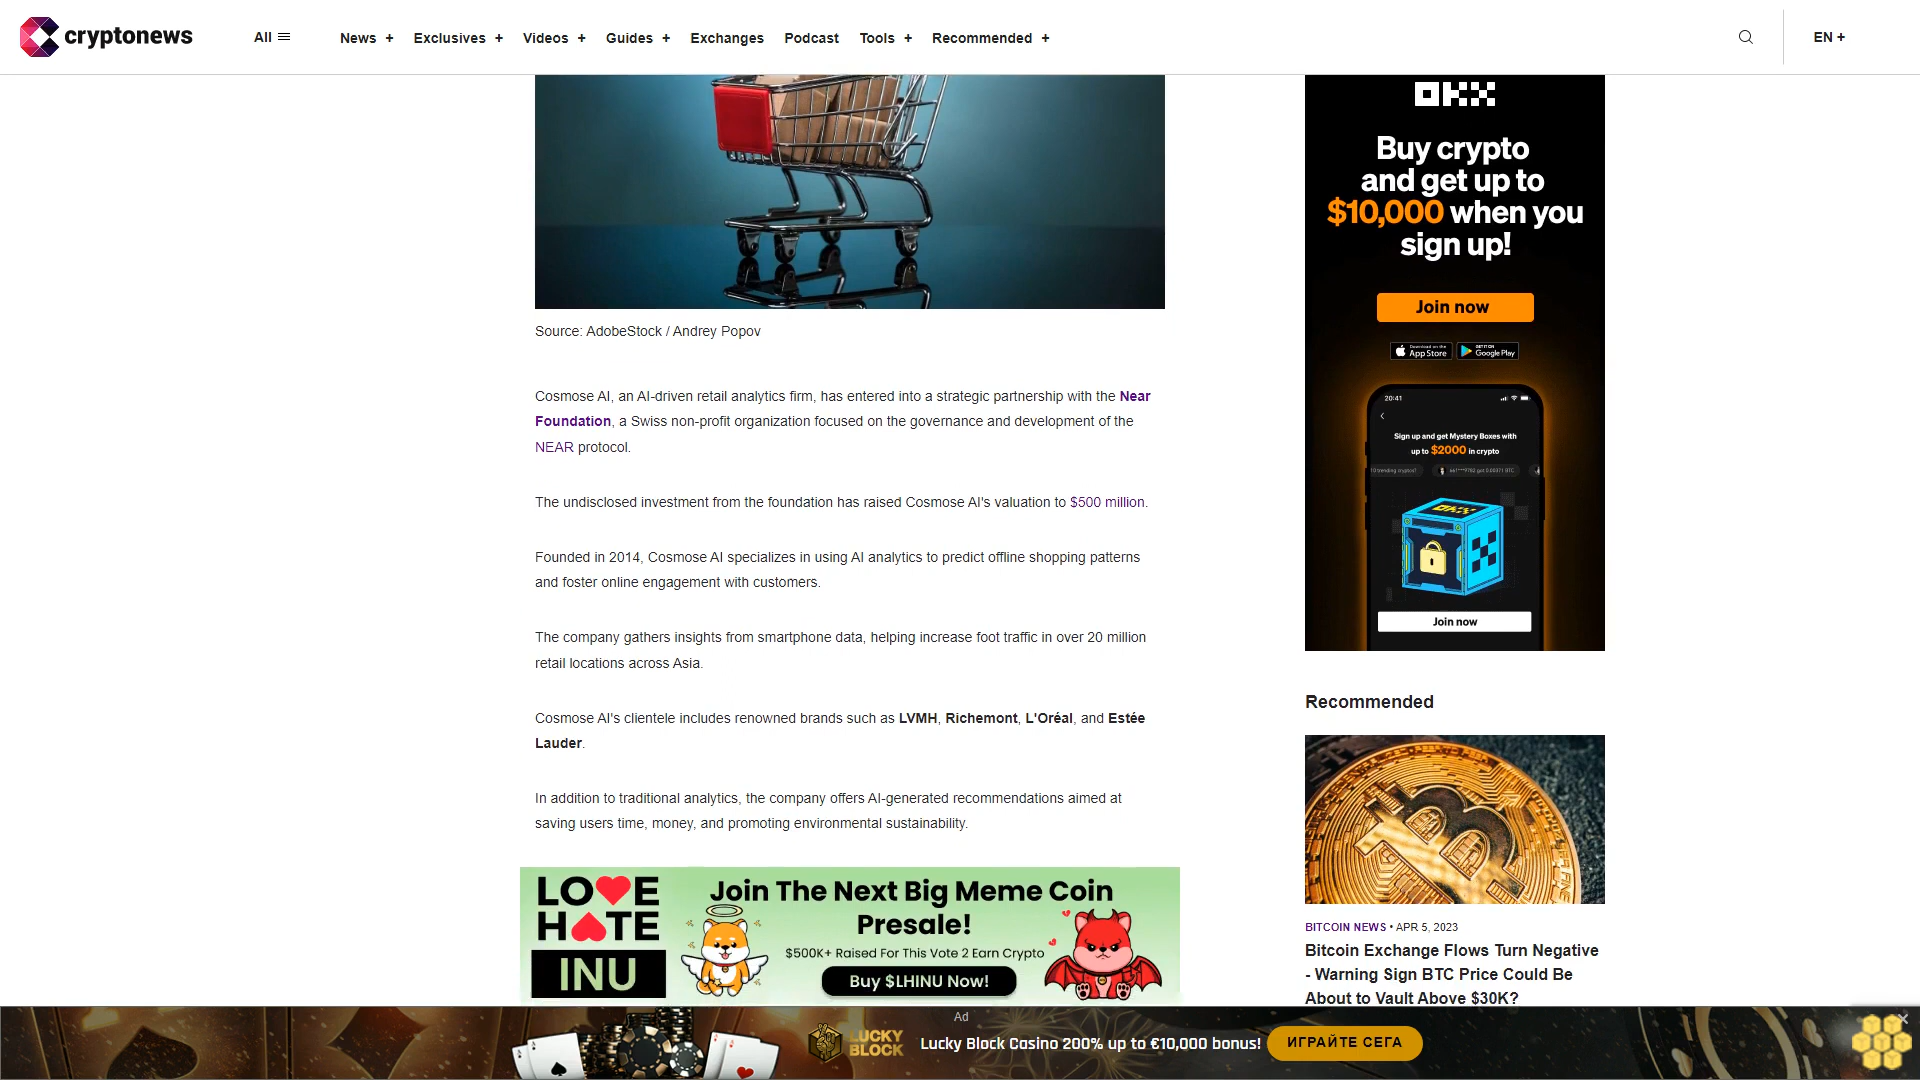 cryptonews
All
News +
Exclusives +
Videos +
Guides +
Exchanges
Podcast
Tools +
Recommended +
EN +
Source: AdobeStock / Andrey Popov
Cosmose AI, an AI-driven retail analytics firm, has entered into a strategic partnership with the Near
Foundation, a Swiss non-profit organization focused on the governance and development of the
NEAR protocol.
The undisclosed investment from the foundation has raised Cosmose AI's valuation to $500 million.
Founded in 2014, Cosmose AI specializes in using AI analytics to predict offline shopping patterns
and foster online engagement with customers.
The company gathers insights from smartphone data, helping increase foot traffic in over 20 million
retail locations across Asia.
Cosmose AI's clientele includes renowned brands such as LVMH, Richemont, L'Oréal, and Estée
Lauder.
In addition to traditional analytics, the company offers AI-generated recommendations aimed at
saving users time, money, and promoting environmental sustainability.
LOVE
HATE
INU
Join The Next Big Meme Coin
Presale!
$500K+ Raised For This Vote 2 Earn Crypto
Buy $LHINU Now!
OKX
Buy crypto
and get up to
$10,000 when you
sign up!
Join now
Download on the
App Store
GET IT ON
Google Play
20:41
Sign up and get Mystery Boxes with
up to $2000 in crypto
OKX
Join now
Recommended
BITCOIN NEWS • APR 5, 2023
Bitcoin Exchange Flows Turn Negative
- Warning Sign BTC Price Could Be
About to Vault Above $30K?
Ad
LUCKY
BLOCK
Lucky Block Casino 200% up to €10,000 bonus!
ИГРАЙТЕ СЕГА